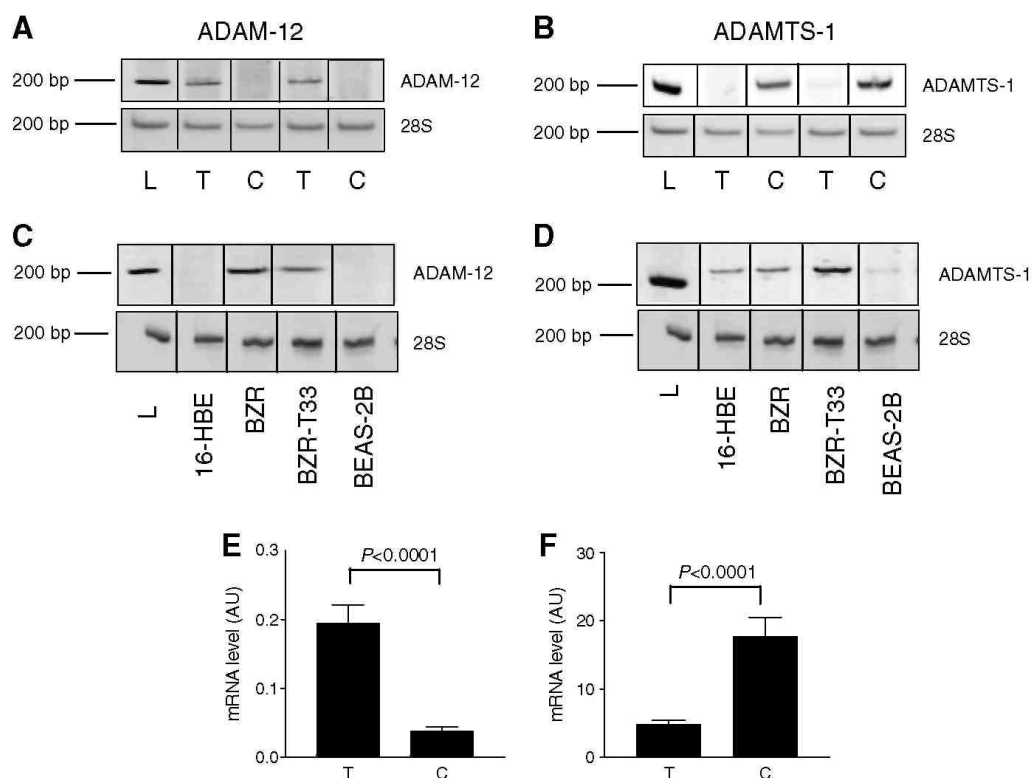 A
ADAM-12
200 bp
ADAM-12
200 bp
28S
L T C T C
B
ADAMTS-1
200 bp
ADAMTS-1
200 bp
28S
L T C T C
C
200 bp
ADAM-12
200 bp
28S
L
16-HBE
BZR
BZR-T33
BEAS-2B
D
200 bp
ADAMTS-1
200 bp
28S
L
16-HBE
BZR
BZR-T33
BEAS-2B
E
mRNA level (AU)
0.3
0.2
0.1
0.0
P<0.0001
T C
F
mRNA level (AU)
30
20
10
0
P<0.0001
T C